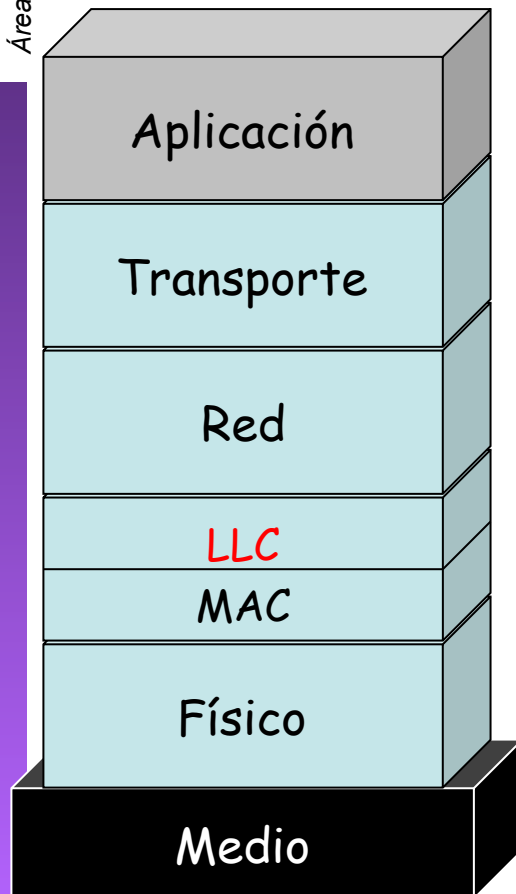 Área
Aplicación
Transporte
Red
LLC
MAC
Físico
Medio